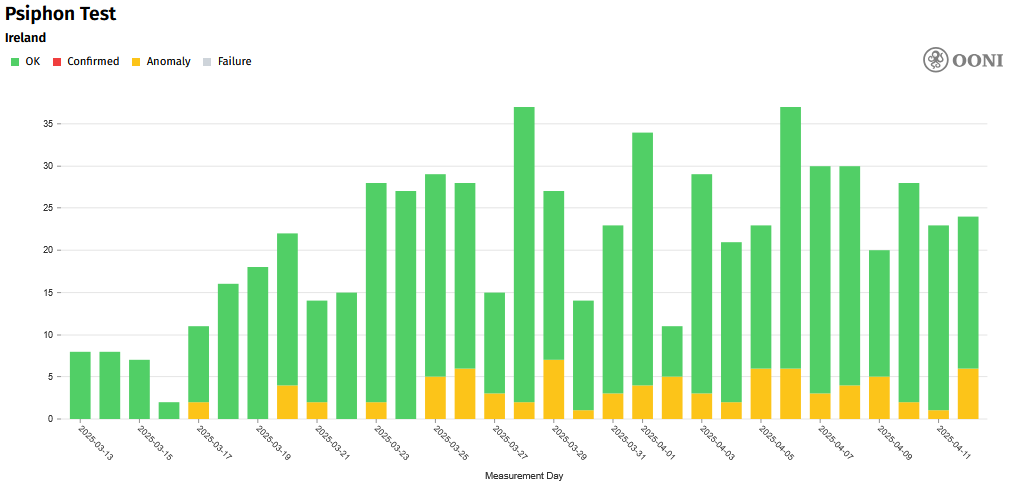 Psiphon Test
Ireland
OK Confirmed Anomaly Failure
OONI
35
30
25
20
15
10
5
0
2025-03-13 2025-03-15 2025-03-17 2025-03-19 2025-03-21 2025-03-23 2025-03-25 2025-03-27 2025-03-29 2025-03-31 2025-04-01 2025-04-03 2025-04-05 2025-04-07 2025-04-09 2025-04-11
Measurement Day